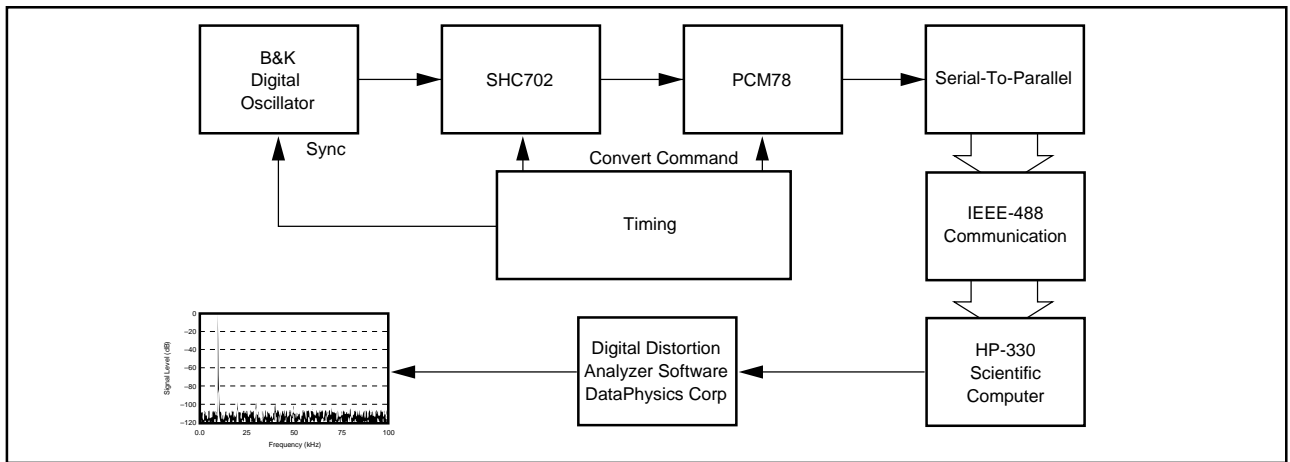 B&K
Digital
Oscillator
SHC702
PCM78
Serial-To-Parallel
Sync
Convert Command
Timing
IEEE-488
Communication
HP-330
Scientific
Computer
Digital Distortion
Analyzer Software
DataPhysics Corp
Signal Level (dB)
0
–20
–40
–60
–80
–100
–120
0.0 25 50 75 100
Frequency (kHz)